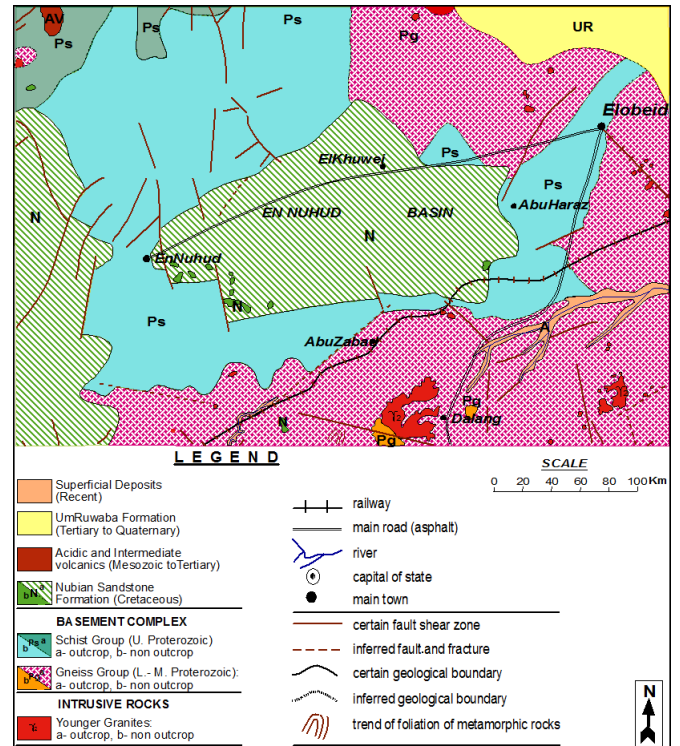 AV
Ps
Ps
Ps
Pg
UR
Elobeid
ElKhuwei
Ps
Ps
AbuHaraz
N
EN NUHUD BASIN
N
EnNuhud
N
Ps
A
AbuZabad
Pg
Dalang
N
Pg
LEGEND
SCALE
0 20 40 60 80 100 Km
Superficial Deposits
(Recent)
UmRuwaba Formation
(Tertiary to Quaternary)
Acidic and Intermediate
volcanics (Mesozoic toTertiary)
b N a
Nubian Sandstone
Formation (Cretaceous)
BASEMENT COMPLEX
b Ps a
Schist Group (U. Proterozoic)
a- outcrop, b- non outcrop
b Pg
Gneiss Group (L.- M. Proterozoic):
a- outcrop, b- non outcrop
INTRUSIVE ROCKS
Younger Granites:
a- outcrop, b- non outcrop
railway
main road (asphalt)
river
capital of state
main town
certain fault shear zone
inferred fault.and fracture
certain geological boundary
inferred geological boundary
trend of foliation of metamorphic rocks
N